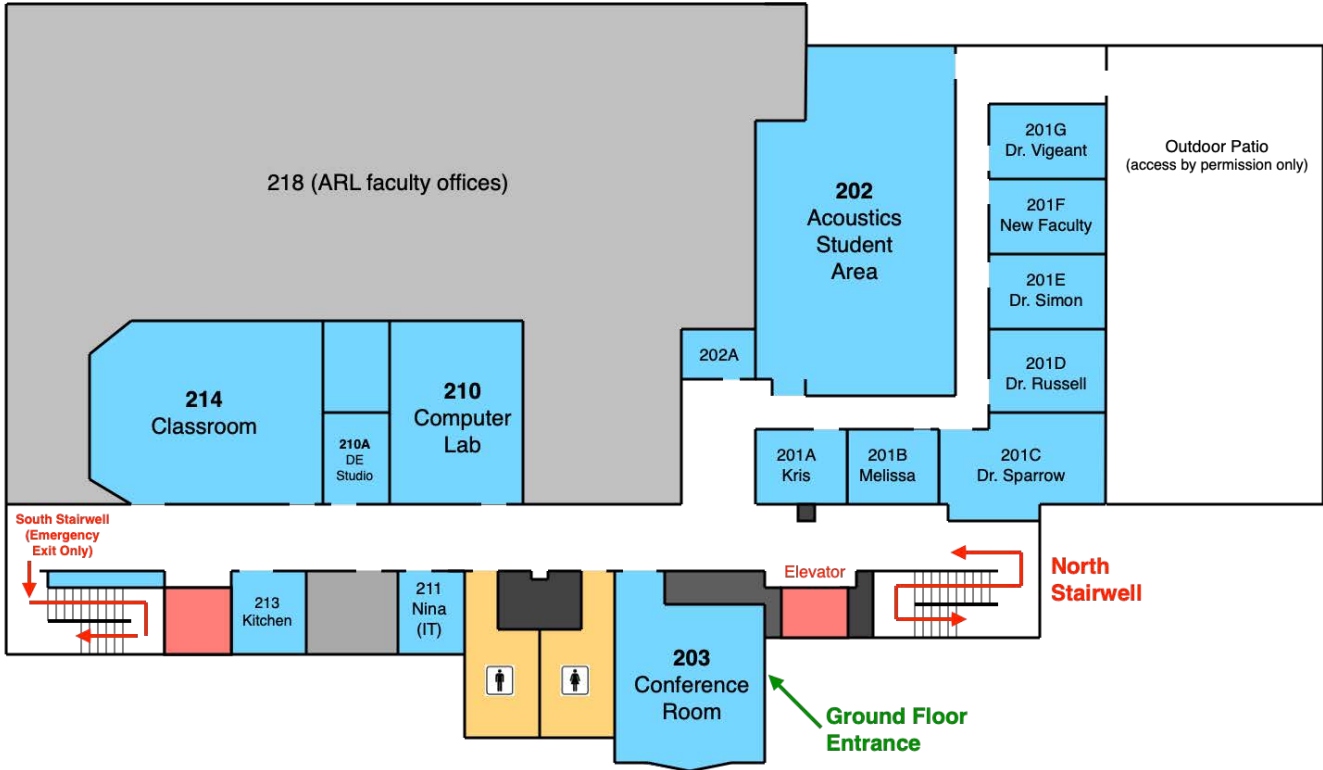 218 (ARL faculty offices)
202
Acoustics
Student
Area
201G
Dr. Vigeant
201F
New Faculty
201E
Dr. Simon
201D
Dr. Russell
Outdoor Patio
(access by permission only)
202A
214
Classroom
210A
DE
Studio
210
Computer
Lab
201A
Kris
201B
Melissa
201C
Dr. Sparrow
South Stairwell
(Emergency
Exit Only)
213
Kitchen
211
Nina
(IT)
Elevator
North
Stairwell
203
Conference
Room
Ground Floor
Entrance